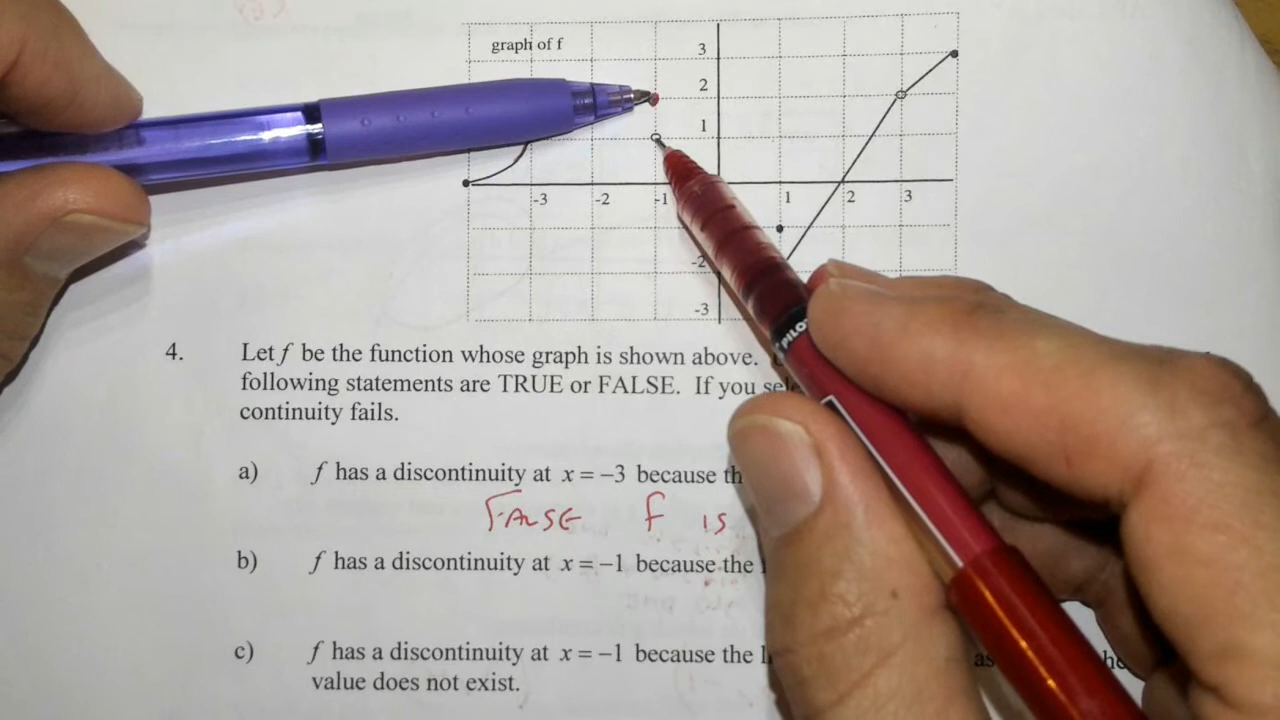 graph of f
3
2
1
-3 -2 -1 1 2 3
-2
-3
PILOT
4. Let f be the function whose graph is shown above.
following statements are TRUE or FALSE. If you
continuity fails.
a) f has a discontinuity at x = −3 because
FALSE f is
b) f has a discontinuity at x = −1 because the
c) f has a discontinuity at x = −1 because the as
value does not exist.